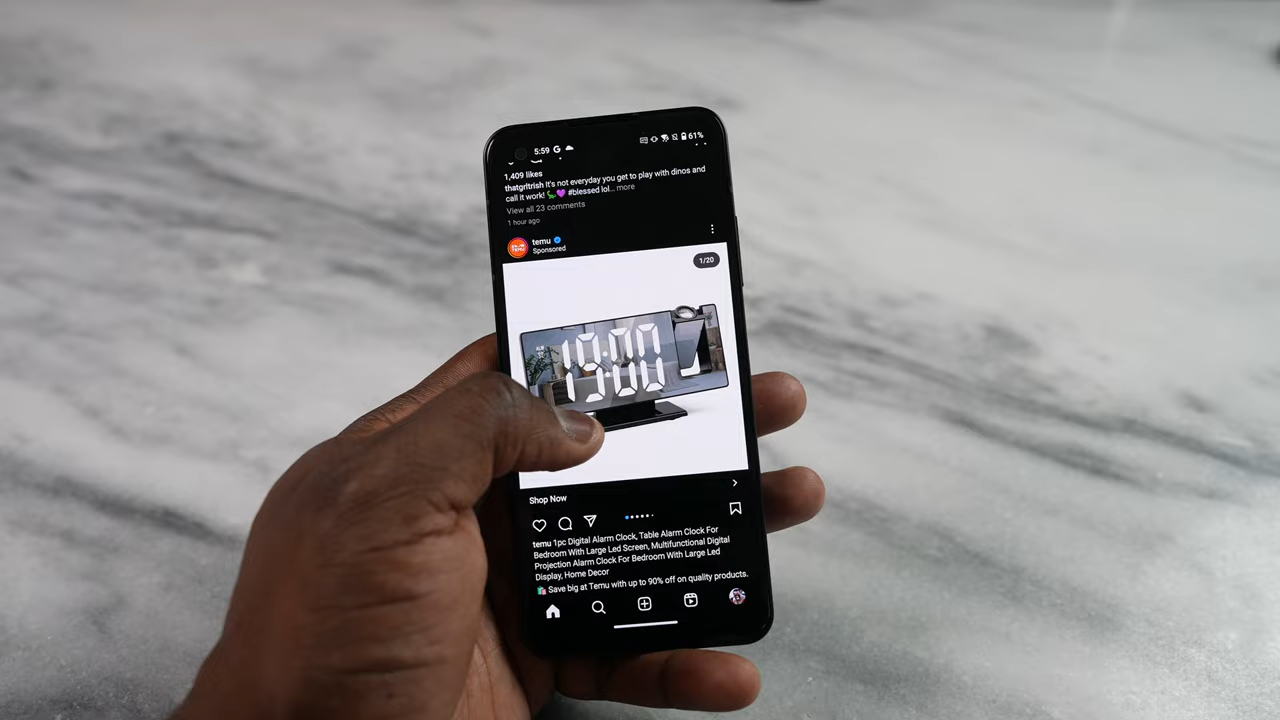 5:59 G 61%
1,409 likes
thatgrltrish It's not everyday you get to play with dinos and
call it work! 🦕💜 #blessed lol... more
View all 23 comments
1 hour ago
temu
Sponsored
1/20
19:00
Shop Now
temu 1pc Digital Alarm Clock, Table Alarm Clock For
Bedroom With Large Led Screen, Multifunctional Digital
Projection Alarm Clock For Bedroom With Large Led
Display, Home Decor
🛍️ Save big at Temu with up to 90% off on quality products.